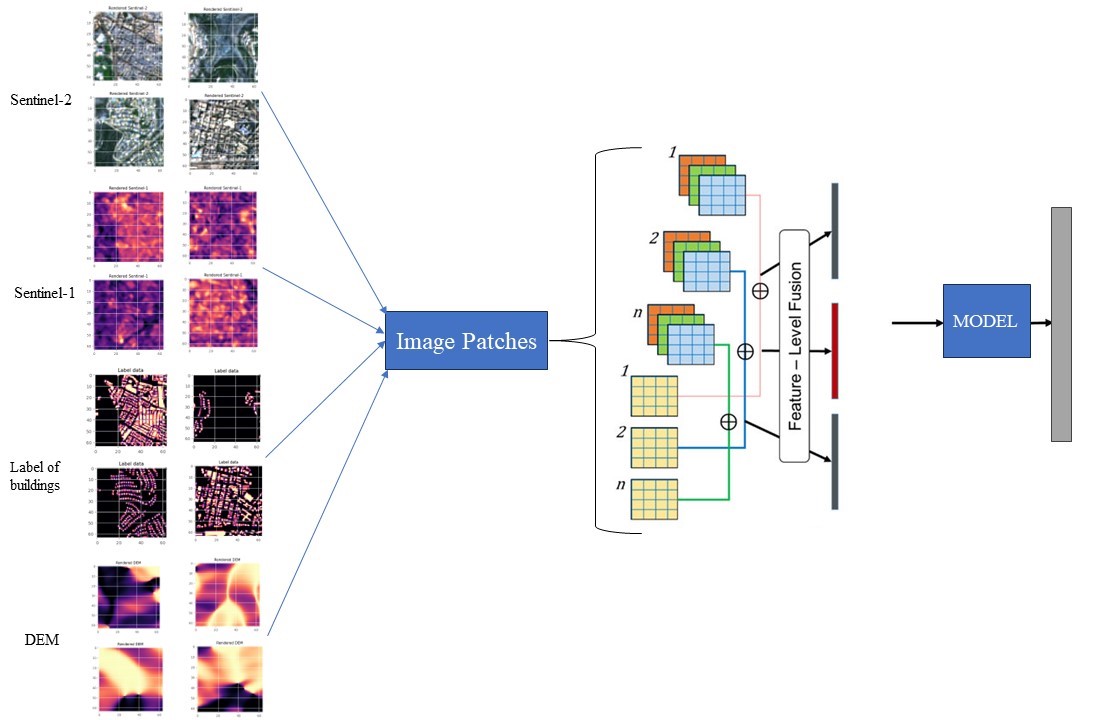 Rendered Sentinel-2
Rendered Sentinel-2
Rendered Sentinel-2
Rendered Sentinel-2
Sentinel-2
Rendered Sentinel-1
Rendered Sentinel-1
Rendered Sentinel-1
Rendered Sentinel-1
Sentinel-1
Label data
Label data
Label data
Label data
Label of
buildings
Rendered DEM
Rendered DEM
Rendered DEM
Rendered DEM
DEM
Image Patches
1
2
n
1
2
n
Feature – Level Fusion
MODEL